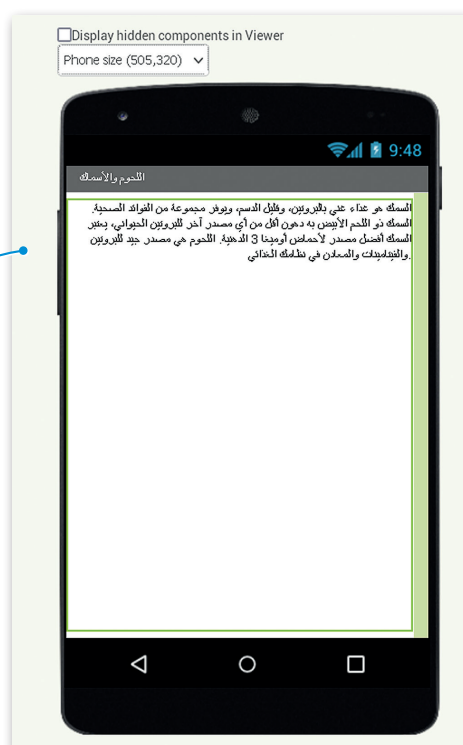 Display hidden components in Viewer
Phone size (505,320)
9:48
اللحوم والأسماك
السمك هو غذاء غني بالبروتين، وقليل الدسم، ويوفر مجموعة من الفوائد الصحية.
السمك ذو اللحم الأبيض به دهون أقل من أي مصدر آخر للبروتين الحيواني، يعتبر
السمك أفضل مصدر لأحماض أوميغا 3 الدهنية. اللحوم هي مصدر جيد للبروتين
والفيتامينات والمعادن في نظامك الغذائي.